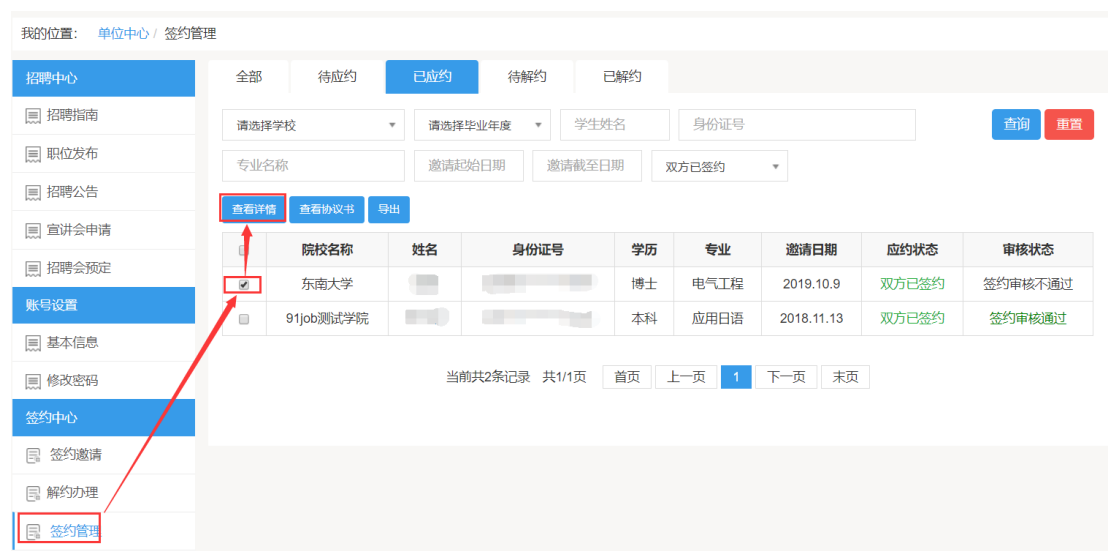 我的位置： 单位中心 / 签约管理
招聘中心
招聘指南
职位发布
招聘公告
宣讲会申请
招聘会预定
账号设置
基本信息
修改密码
签约中心
签约邀请
解约办理
签约管理
全部 待应约 已应约 待解约 已解约
请选择学校 请选择毕业年度 学生姓名 身份证号 查询 重置
专业名称 邀请起始日期 邀请截至日期 双方已签约
查看详情 查看协议书 导出
院校名称 姓名 身份证号 学历 专业 邀请日期 应约状态 审核状态
东南大学 博士 电气工程 2019.10.9 双方已签约 签约审核不通过
91job测试学院 本科 应用日语 2018.11.13 双方已签约 签约审核通过
当前共2条记录 共1/1页 首页 上一页 1 下一页 末页